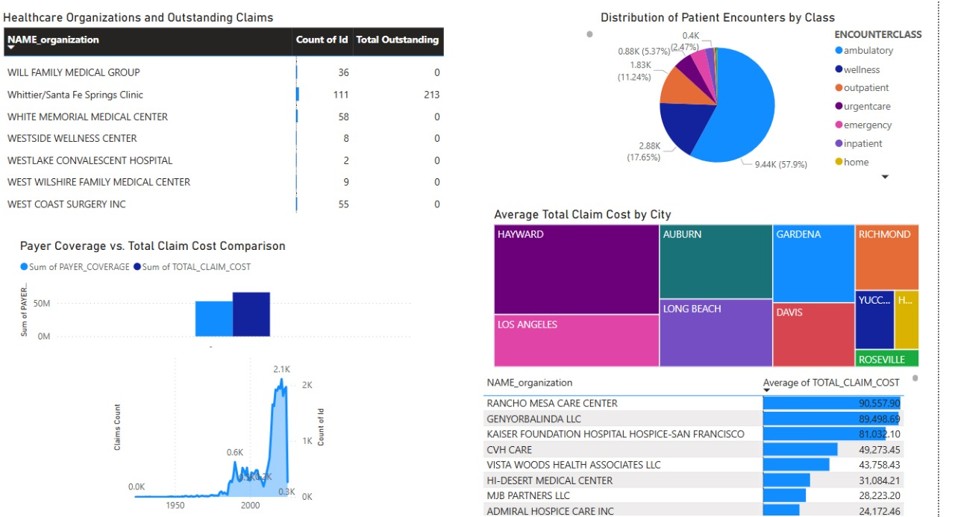 Healthcare Organizations and Outstanding Claims
NAME_organization Count of Id Total Outstanding
WILL FAMILY MEDICAL GROUP 36 0
Whittier/Santa Fe Springs Clinic 111 213
WHITE MEMORIAL MEDICAL CENTER 58 0
WESTSIDE WELLNESS CENTER 8 0
WESTLAKE CONVALESCENT HOSPITAL 2 0
WEST WILSHIRE FAMILY MEDICAL CENTER 9 0
WEST COAST SURGERY INC 55 0
Distribution of Patient Encounters by Class
0.4K
(2.47%)
0.88K (5.37%)
1.83K
(11.24%)
2.88K
(17.65%)
9.44K (57.9%)
ENCOUNTERCLASS
ambulatory
wellness
outpatient
urgentcare
emergency
inpatient
home
Payer Coverage vs. Total Claim Cost Comparison
Sum of PAYER_COVERAGE Sum of TOTAL_CLAIM_COST
Sum of PAYER...
50M
0M
Claims Count
Count of Id
2.1K
2K
1K
0K
0.6K
0.0K
0.3K
1950 2000
Average Total Claim Cost by City
HAYWARD
AUBURN
GARDENA
RICHMOND
LOS ANGELES
LONG BEACH
DAVIS
YUCC...
H...
ROSEVILLE
NAME_organization Average of TOTAL_CLAIM_COST
RANCHO MESA CARE CENTER 90,557.90
GENYORBALINDA LLC 89,498.69
KAISER FOUNDATION HOSPITAL HOSPICE-SAN FRANCISCO 81,032.10
CVH CARE 49,273.45
VISTA WOODS HEALTH ASSOCIATES LLC 43,758.43
HI-DESERT MEDICAL CENTER 31,084.21
MJB PARTNERS LLC 28,223.20
ADMIRAL HOSPICE CARE INC 24,172.46